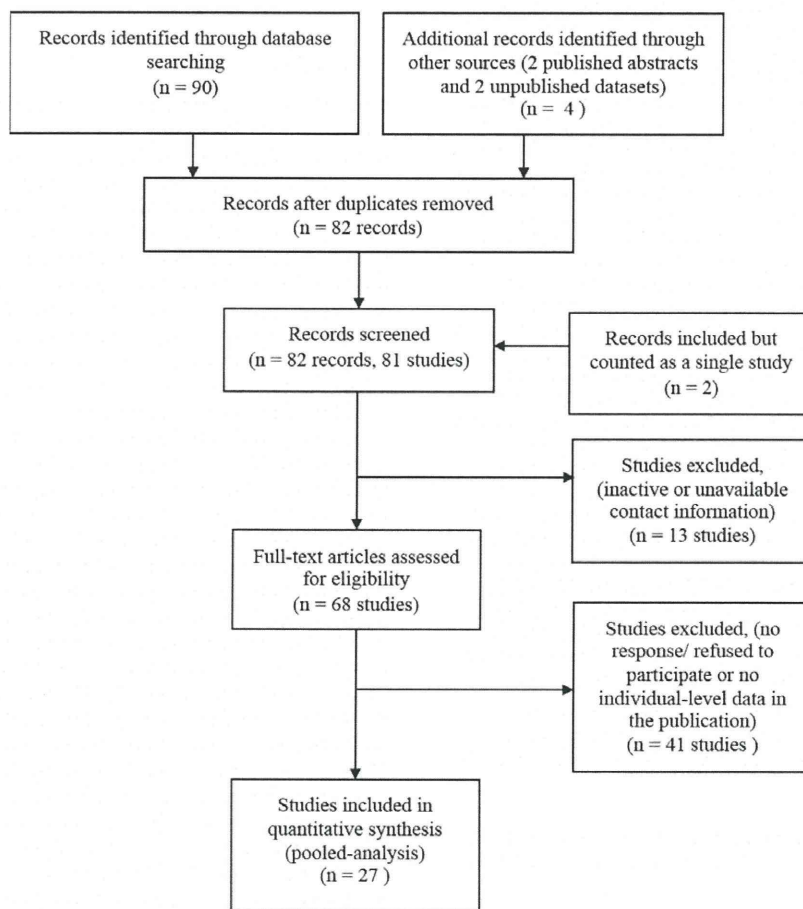 Records identified through database
searching
(n = 90)
Additional records identified through
other sources (2 published abstracts
and 2 unpublished datasets)
(n =  4 )
Records after duplicates removed
(n = 82 records)
Records screened
(n = 82 records, 81 studies)
Records included but
counted as a single study
(n = 2)
Studies excluded,
(inactive or unavailable
contact information)
(n = 13 studies)
Full-text articles assessed
for eligibility
(n = 68 studies)
Studies excluded, (no
response/ refused to
participate or no
individual-level data in
the publication)
(n = 41 studies )
Studies included in
quantitative synthesis
(pooled-analysis)
(n = 27 )